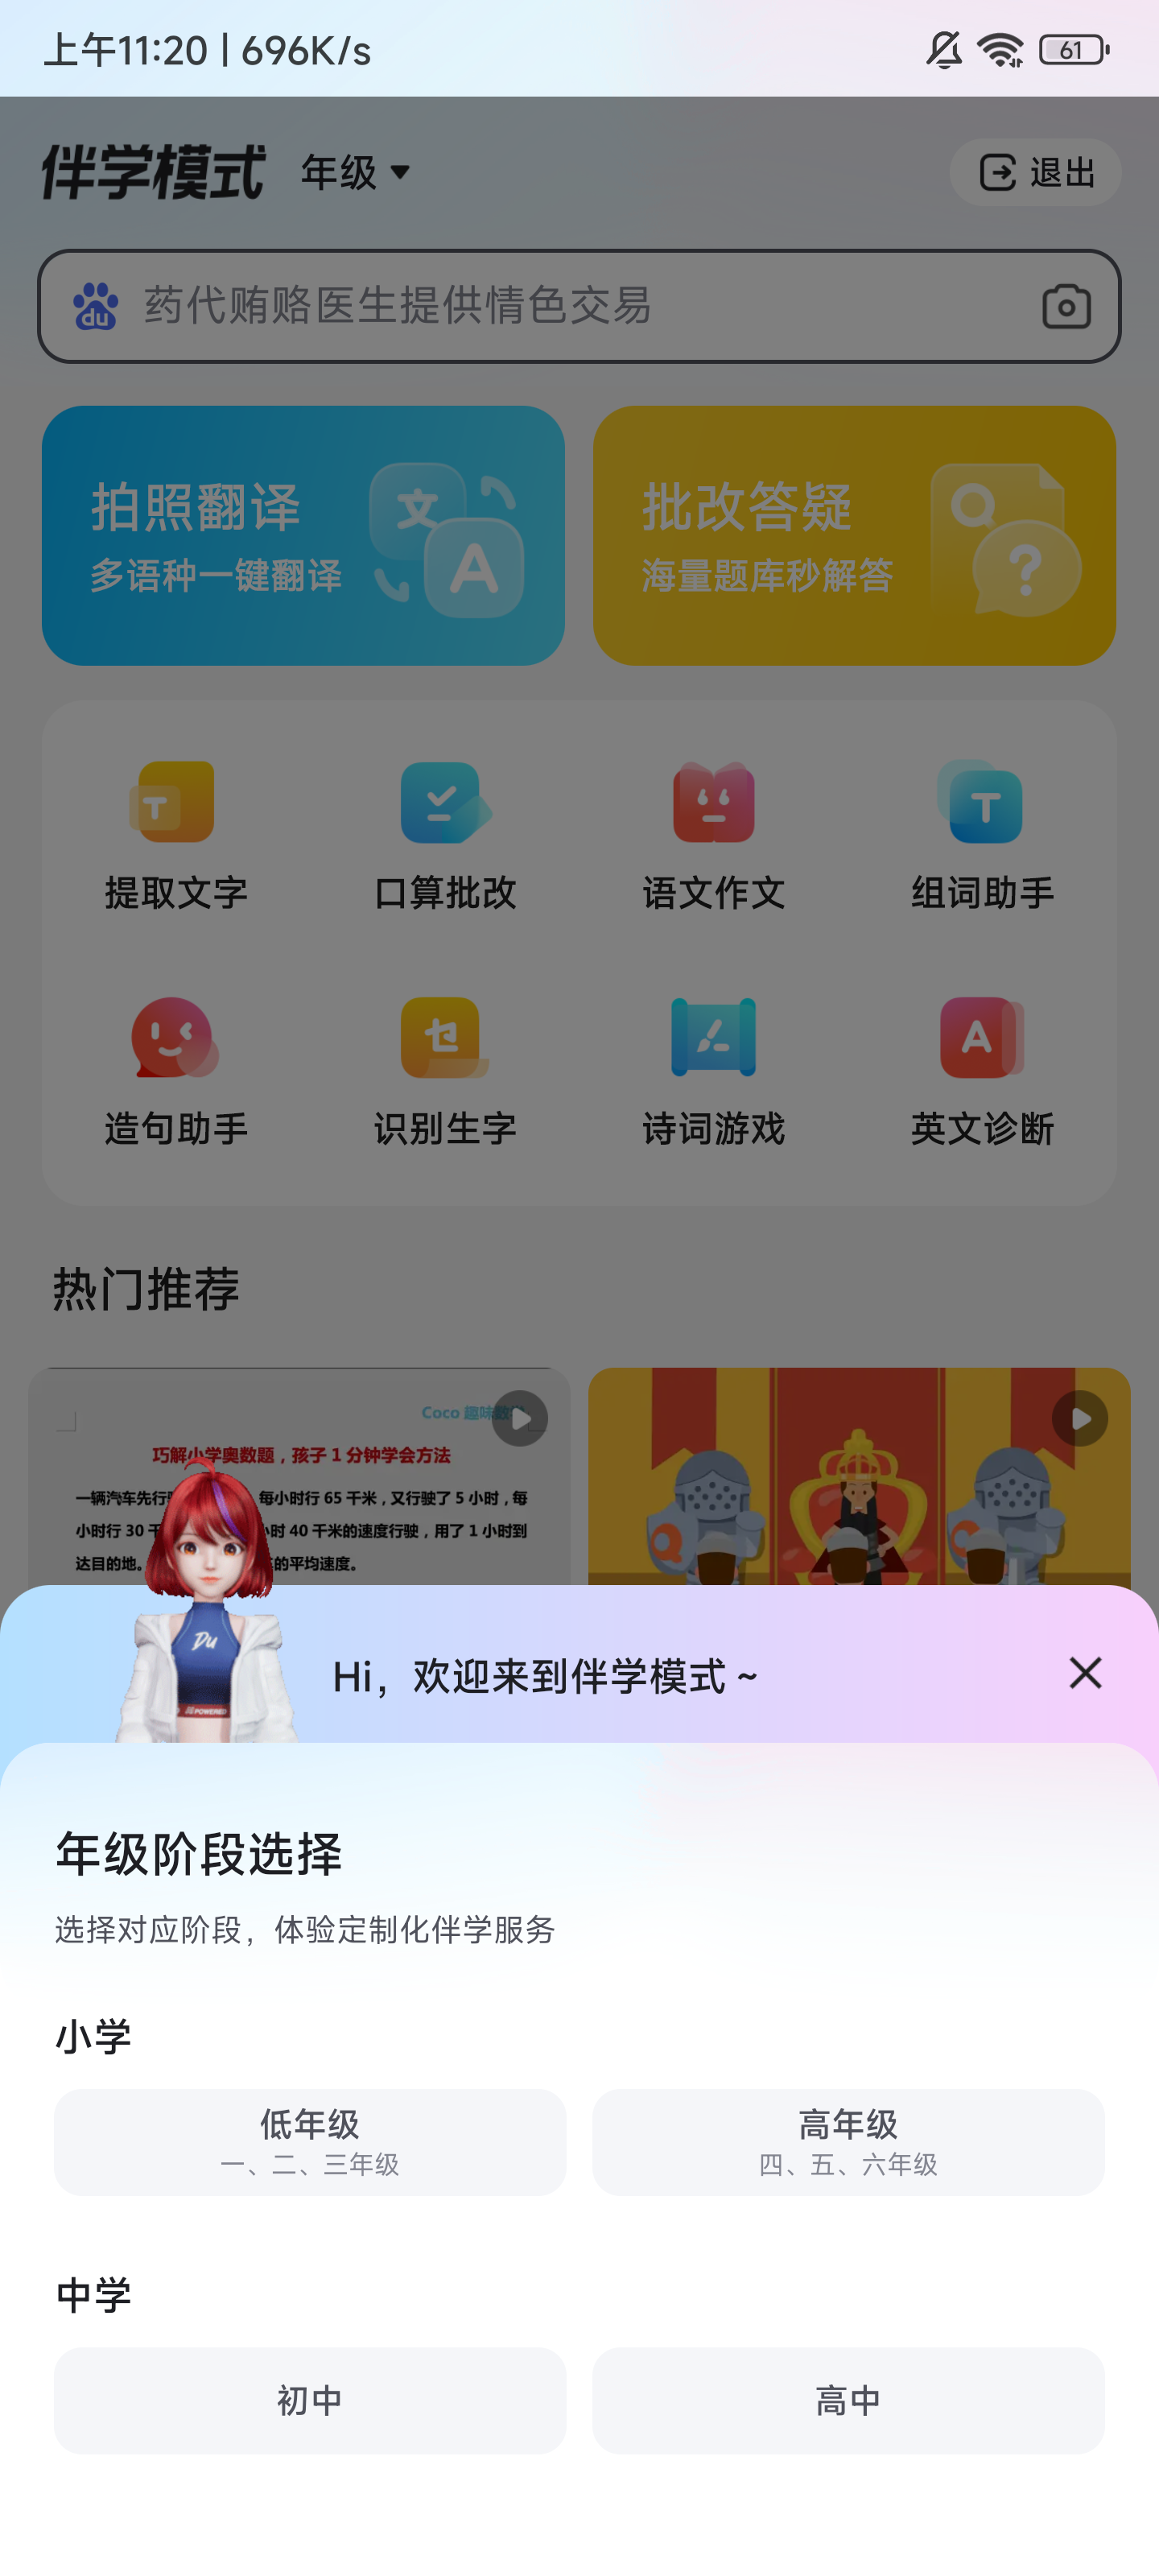 上午11:20 | 696K/s
61
伴学模式 年级 退出
du 药代贿赂医生提供情色交易
拍照翻译
多语种一键翻译
文
A
批改答疑
海量题库秒解答
?
T
T
提取文字 口算批改 语文作文 组词助手
A
造句助手 识别生字 诗词游戏 英文诊断
热门推荐
Coco 趣味数
巧解小学奥数题，孩子 1 分钟学会方法
一辆汽车先行 每小时行 65 千米，又行驶了 5 小时，每
小时行 30 千 小时 40 千米的速度行驶，用了 1 小时到
达目的地。 的平均速度。
Q
C
Du
POWERED
Hi，欢迎来到伴学模式 ~
年级阶段选择
选择对应阶段，体验定制化伴学服务
小学
低年级 高年级
一、二、三年级 四、五、六年级
中学
初中 高中